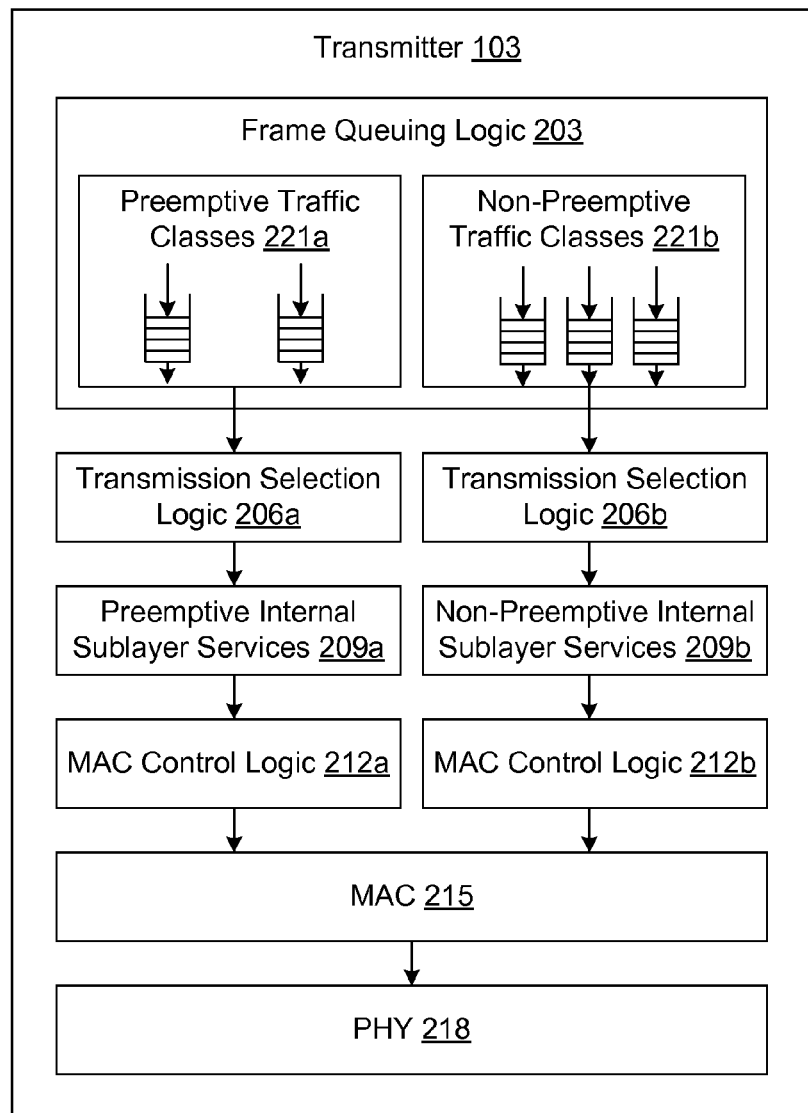 Transmitter 103
Frame Queuing Logic 203
Preemptive Traffic
Classes 221a
Non-Preemptive
Traffic Classes 221b
Transmission Selection
Logic 206a
Transmission Selection
Logic 206b
Preemptive Internal
Sublayer Services 209a
Non-Preemptive Internal
Sublayer Services 209b
MAC Control Logic 212a
MAC Control Logic 212b
MAC 215
PHY 218